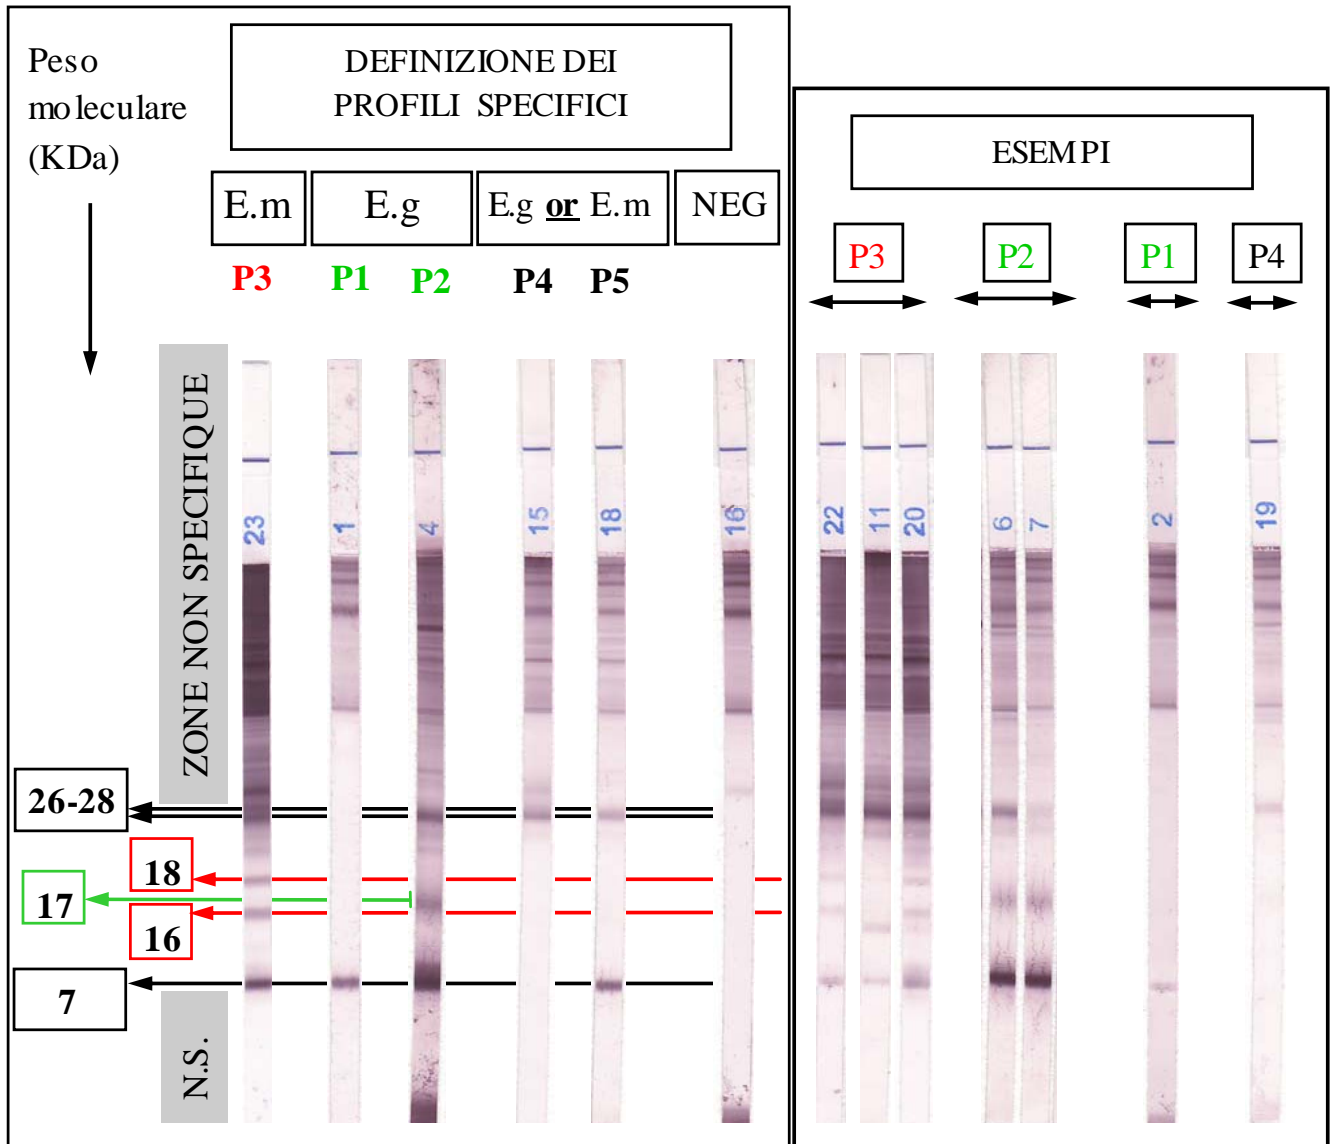 Peso
moleculare
(KDa)
DEFINIZIONE DEI
PROFILI SPECIFICI
E.m
E.g
E.g or E.m
NEG
P3
P1
P2
P4
P5
ZONE NON SPECIFIQUE
23
1
4
15
18
16
26-28
18
17
16
7
N.S.
ESEMPI
P3
P2
P1
P4
22
11
20
6
7
2
19